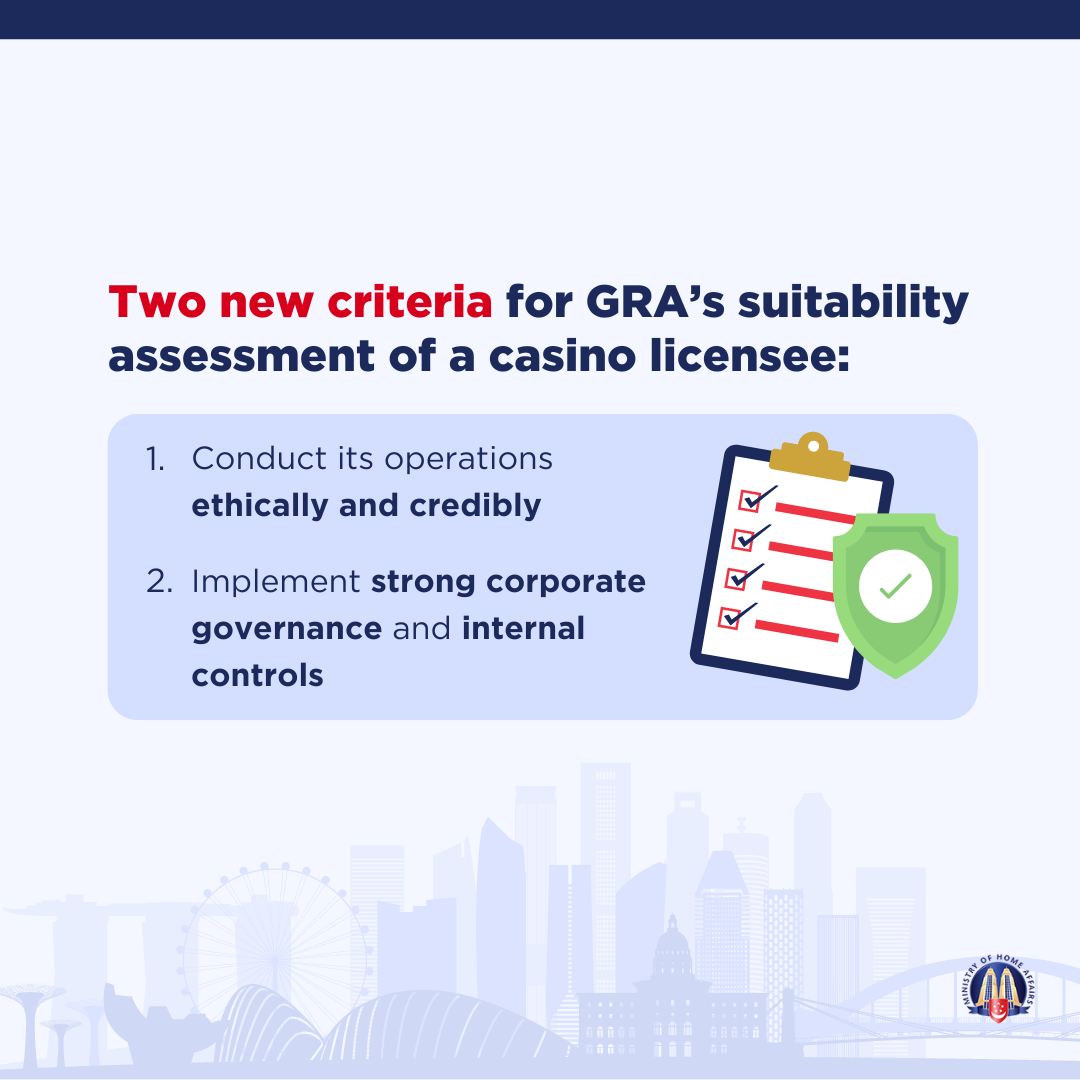 Two new criteria for GRA’s suitability
assessment of a casino licensee:
1. Conduct its operations
ethically and credibly
2. Implement strong corporate
governance and internal
controls
MINISTRY OF HOME AFFAIRS